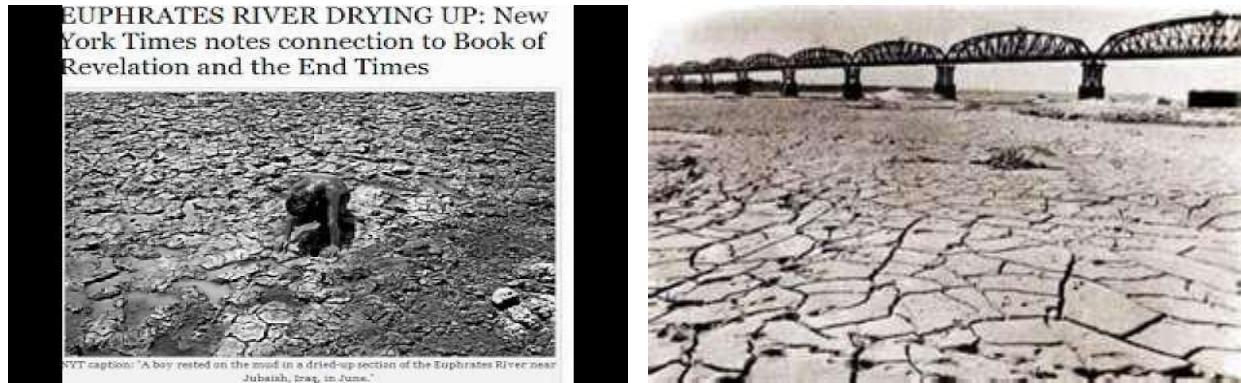 EUPHRATES RIVER DRYING UP: New
York Times notes connection to Book of
Revelation and the End Times
NYT caption: "A boy rested on the mud in a dried-up section of the Euphrates River near
Jubaish, Iraq, in June."